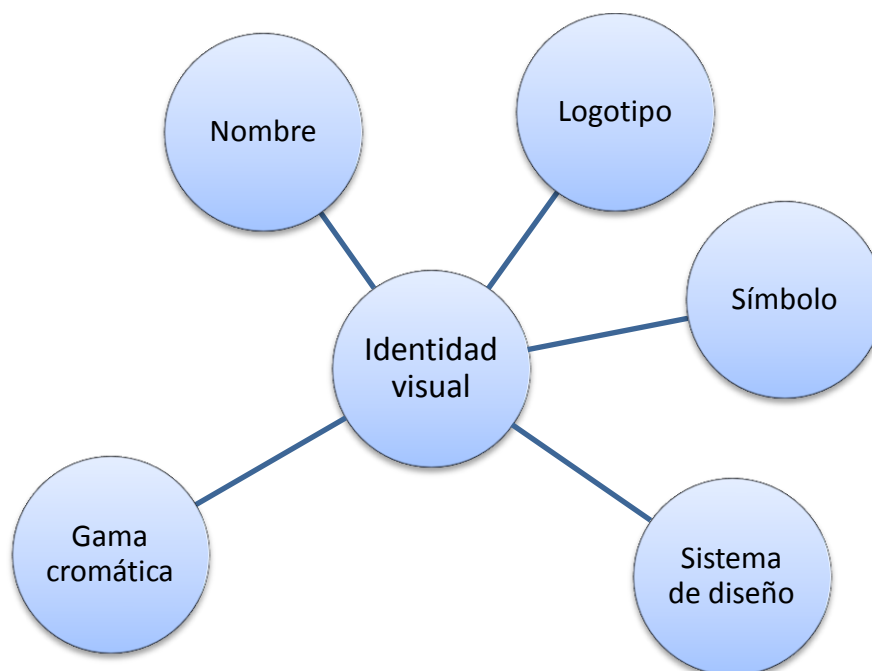 Nombre
Logotipo
Símbolo
Identidad
visual
Gama
cromática
Sistema
de diseño